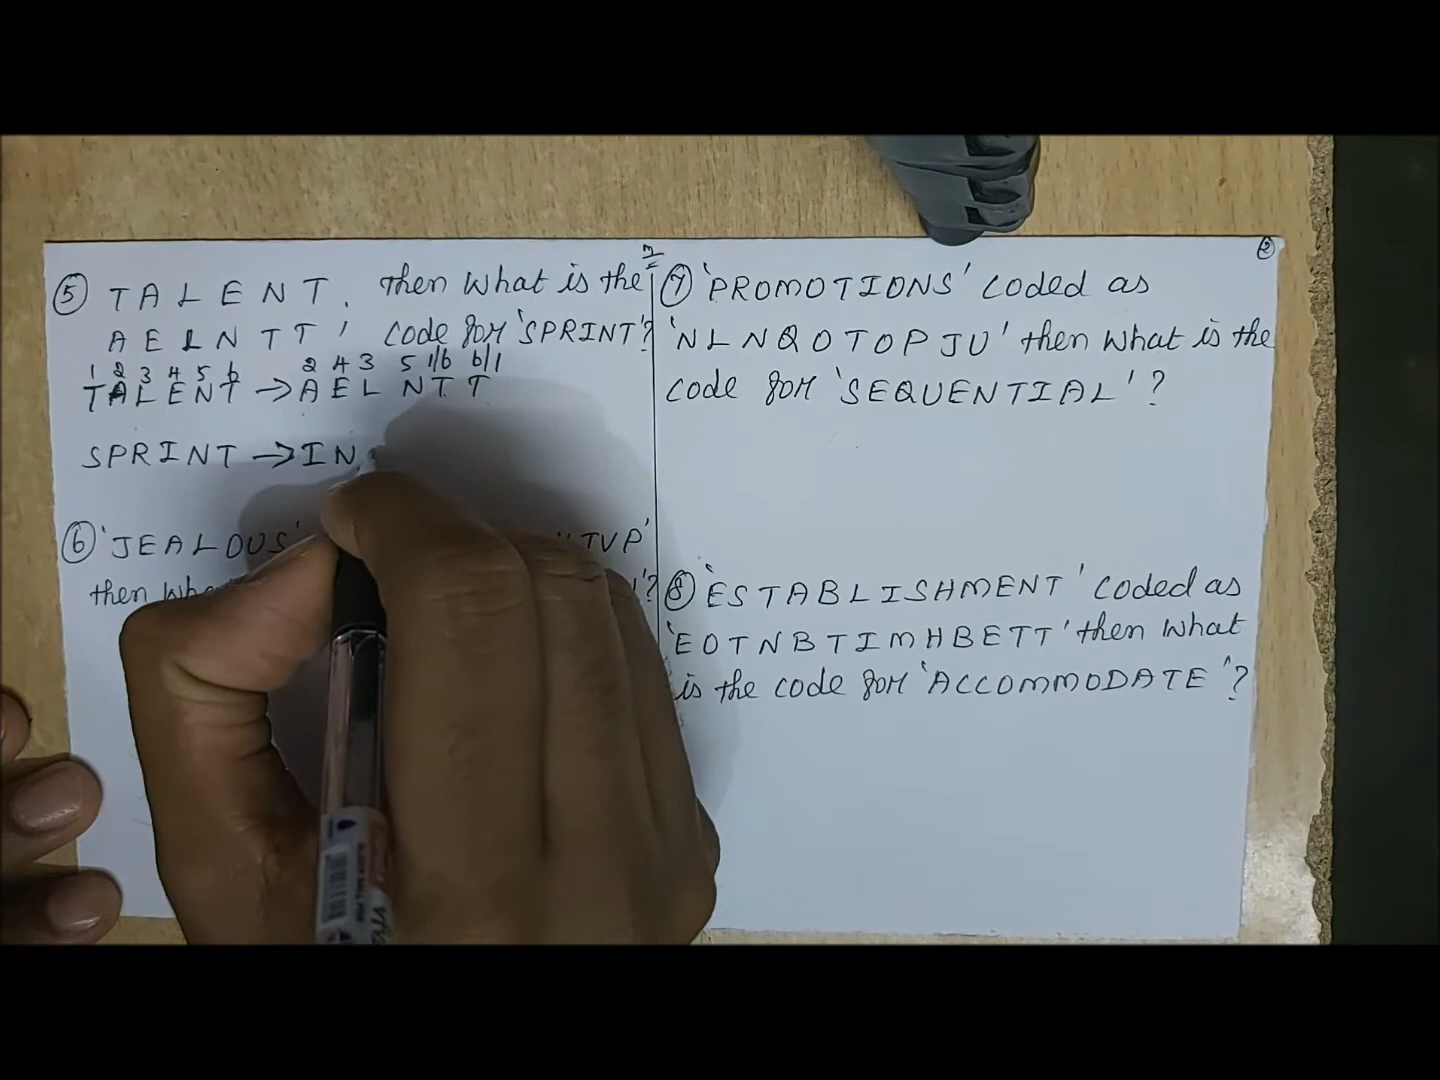 ⑤ TALENT, then what is the
AELNTT' code for 'SPRINT'?
1 2 3 4 5 6 2 4 3 5 1/6 6/1
TALENT → AELNTT
SPRINT → IN
⑥ 'JEALOUS' TVP'
then '?
3
②
⑦ 'PROMOTIONS' coded as
'NLNQOTOPJU' then what is the
code for 'SEQUENTIAL'?
⑧ 'ESTABLISHMENT' coded as
'EOTNBTIMHBETT' then what
is the code for 'ACCOMMODATE'?